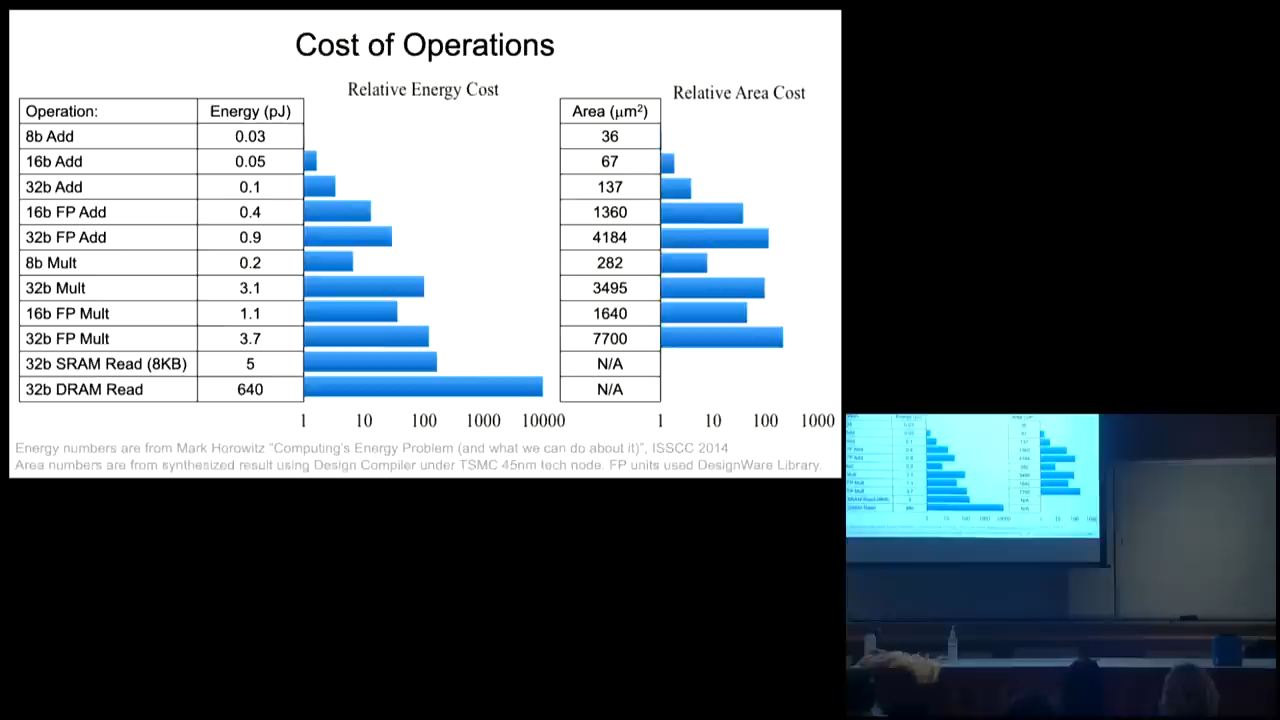 Cost of Operations
Relative Energy Cost
Relative Area Cost
Operation: Energy (pJ) Area (μm²)
8b Add 0.03 36
16b Add 0.05 67
32b Add 0.1 137
16b FP Add 0.4 1360
32b FP Add 0.9 4184
8b Mult 0.2 282
32b Mult 3.1 3495
16b FP Mult 1.1 1640
32b FP Mult 3.7 7700
32b SRAM Read (8KB) 5 N/A
32b DRAM Read 640 N/A
1 10 100 1000 10000 1 10 100 1000
Energy numbers are from Mark Horowitz "Computing's Energy Problem (and what we can do about it)", ISSCC 2014
Area numbers are from synthesized result using Design Compiler under TSMC 45nm tech node. FP units used DesignWare Library.